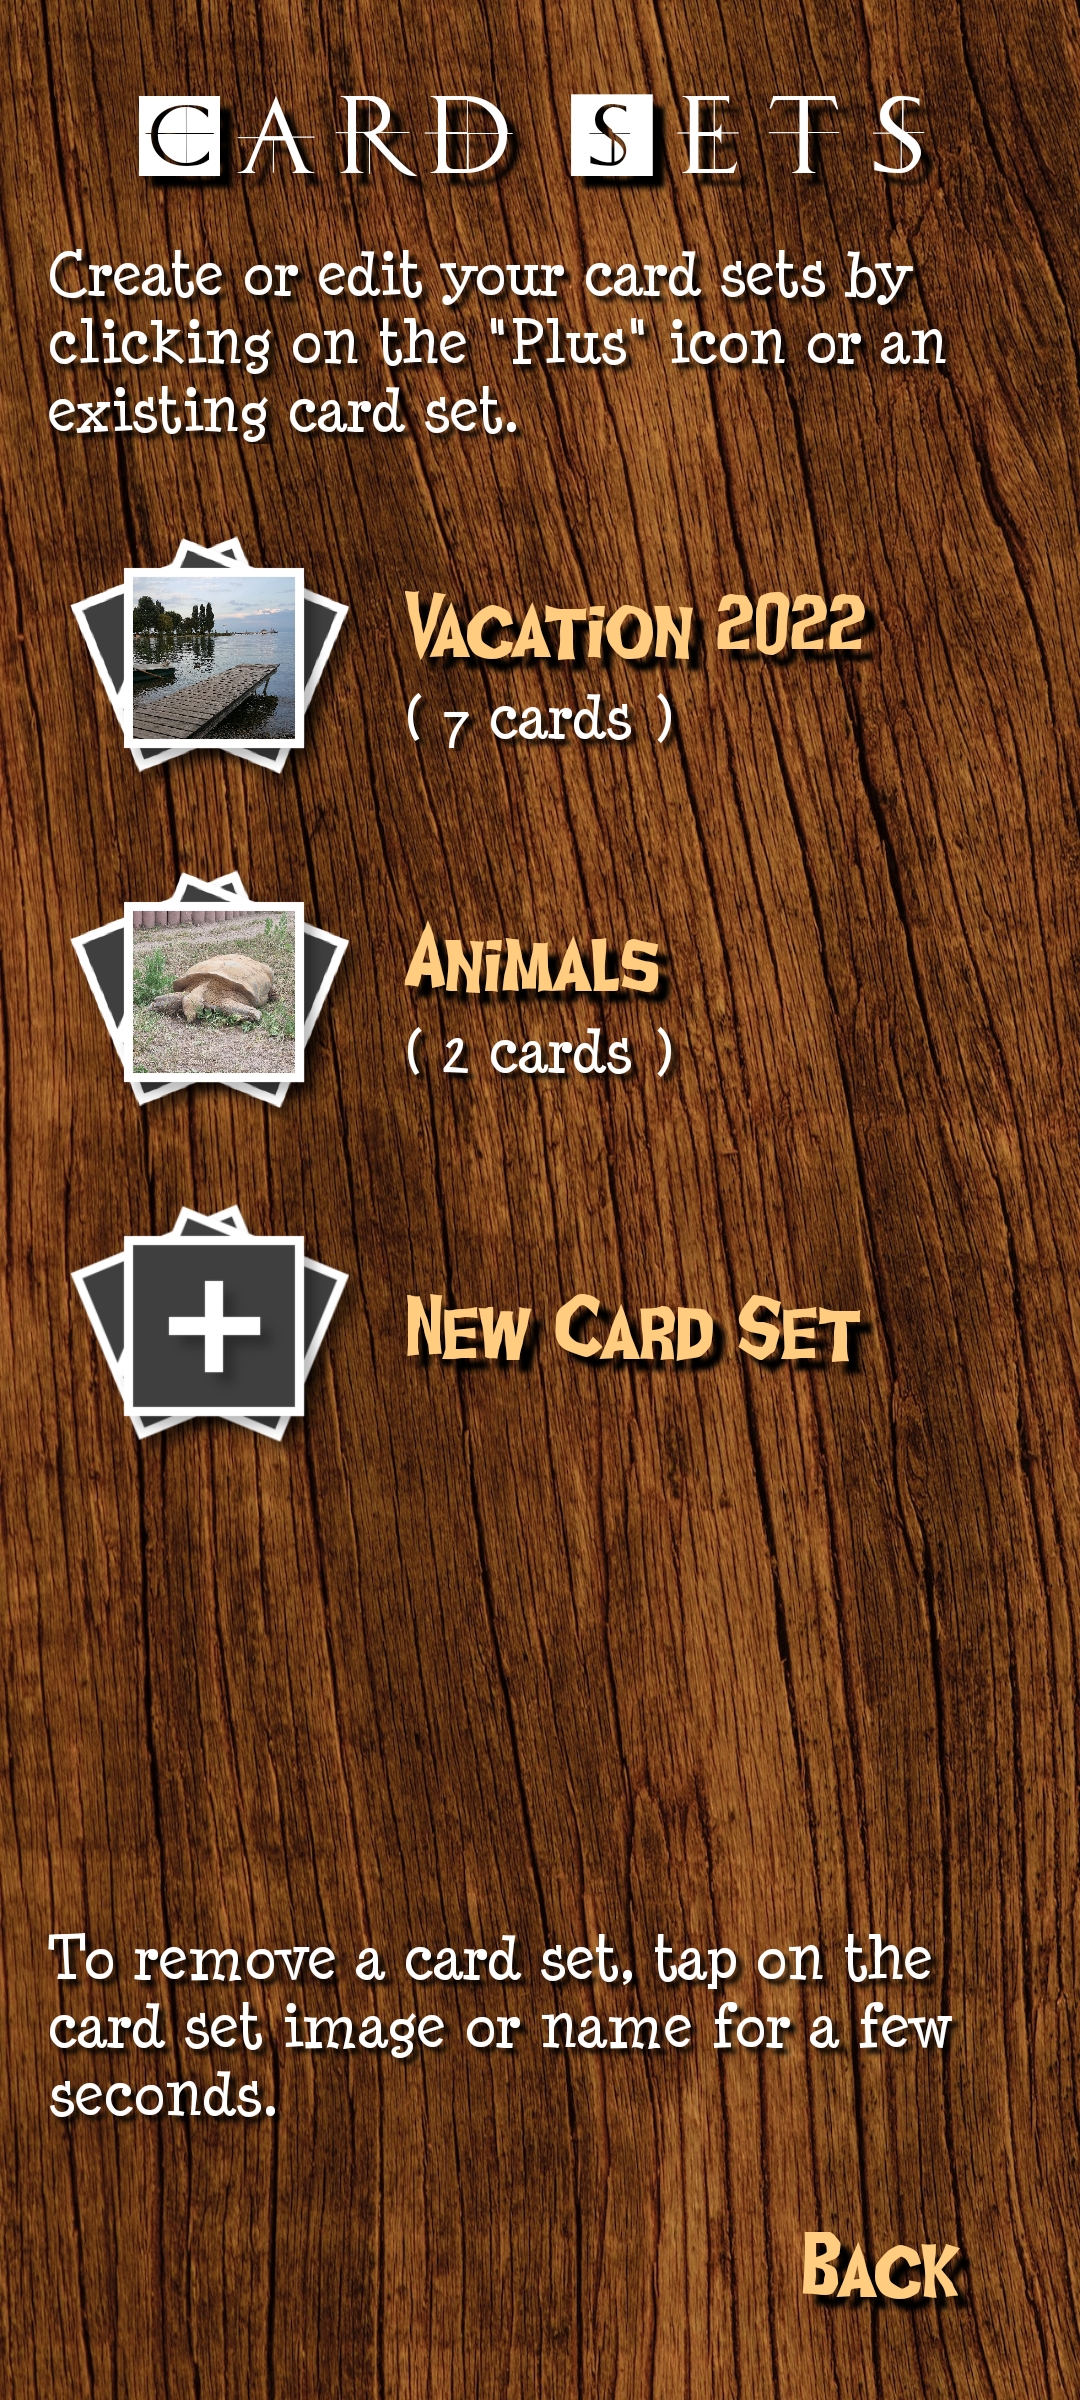 Card Sets
Create or edit your card sets by
clicking on the "Plus" icon or an
existing card set.
Vacation 2022
( 7 cards )
Animals
( 2 cards )
New Card Set
To remove a card set, tap on the
card set image or name for a few
seconds.
Back